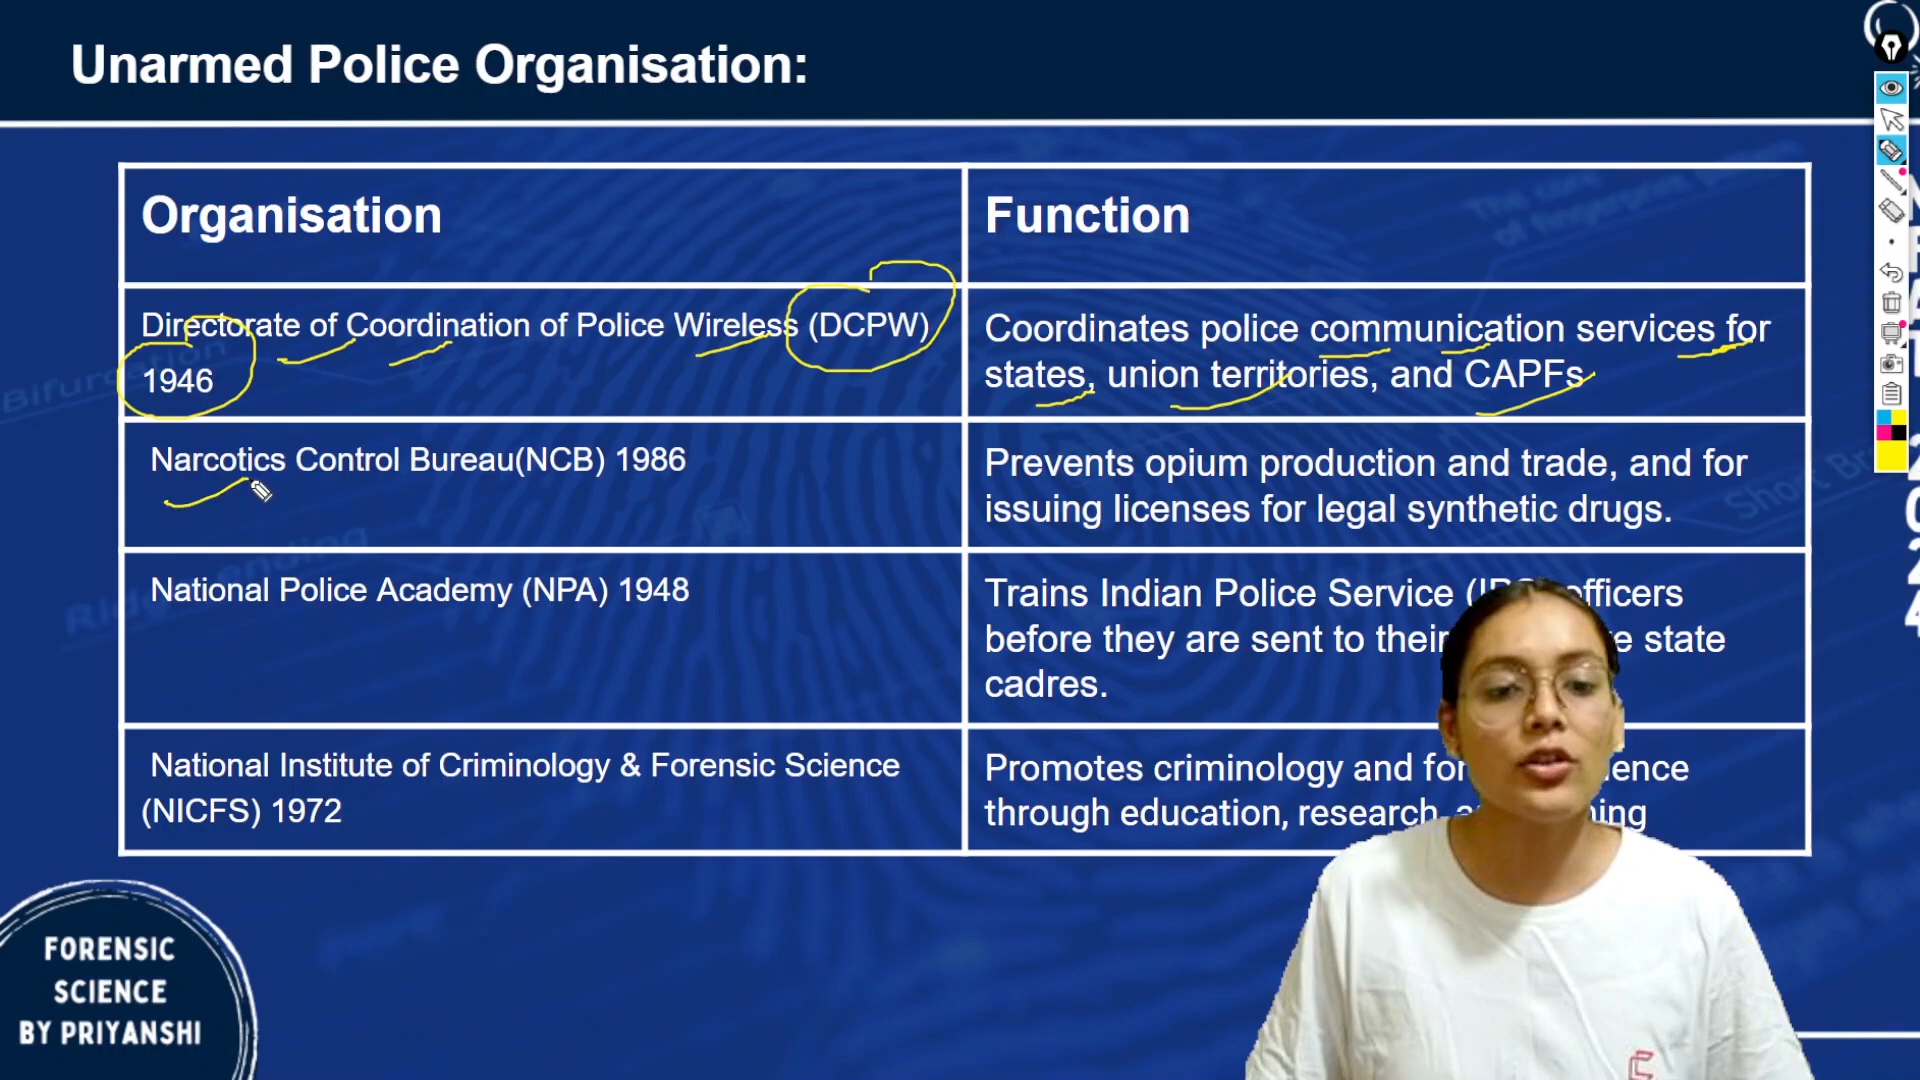 Unarmed Police Organisation:
Organisation
Function
Directorate of Coordination of Police Wireless (DCPW)
1946
Coordinates police communication services for
states, union territories, and CAPFs
Narcotics Control Bureau(NCB) 1986
Prevents opium production and trade, and for
issuing licenses for legal synthetic drugs.
National Police Academy (NPA) 1948
Trains Indian Police Service officers
before they are sent to their state
cadres.
National Institute of Criminology & Forensic Science
(NICFS) 1972
Promotes criminology and
through education, research,
FORENSIC
SCIENCE
BY PRIYANSHI